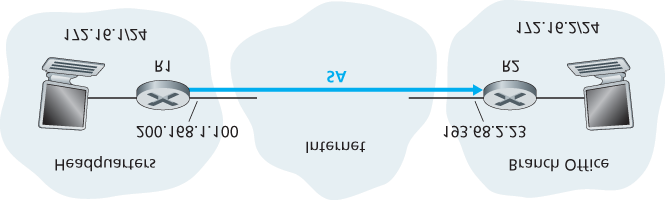 Headquarters
Branch Office
Internet
200.168.1.100
193.68.2.23
SA
R1
R2
172.16.1/24
172.16.2/24